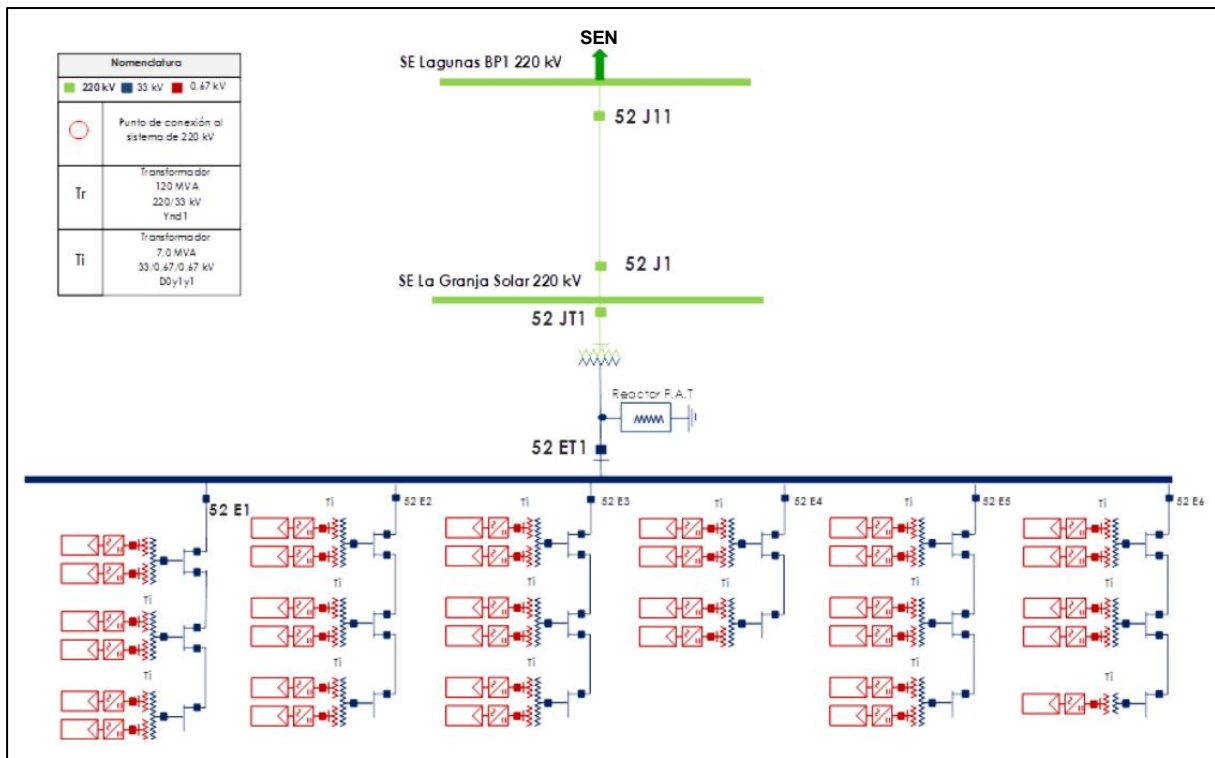 SEN
SE Lagunas BP1 220 kV
52 J11
Nomenclatura
220 kV 33 kV 0,67 kV
Punto de conexión al
sistema de 220 kV
Tr
Transformador
120 MVA
220/33 kV
Ynd1
Ti
Transformador
7,0 MVA
33/0,67/0,67 kV
D0y1y1
52 J1
SE La Granja Solar 220 kV
52 JT1
Reactor P.A.T
52 ET1
52 E1
Ti
52 E2
Ti
52 E3
Ti
52 E4
Ti
52 E5
Ti
52 E6
Ti
Ti
Ti
Ti
Ti
Ti
Ti
Ti
Ti
Ti
Ti